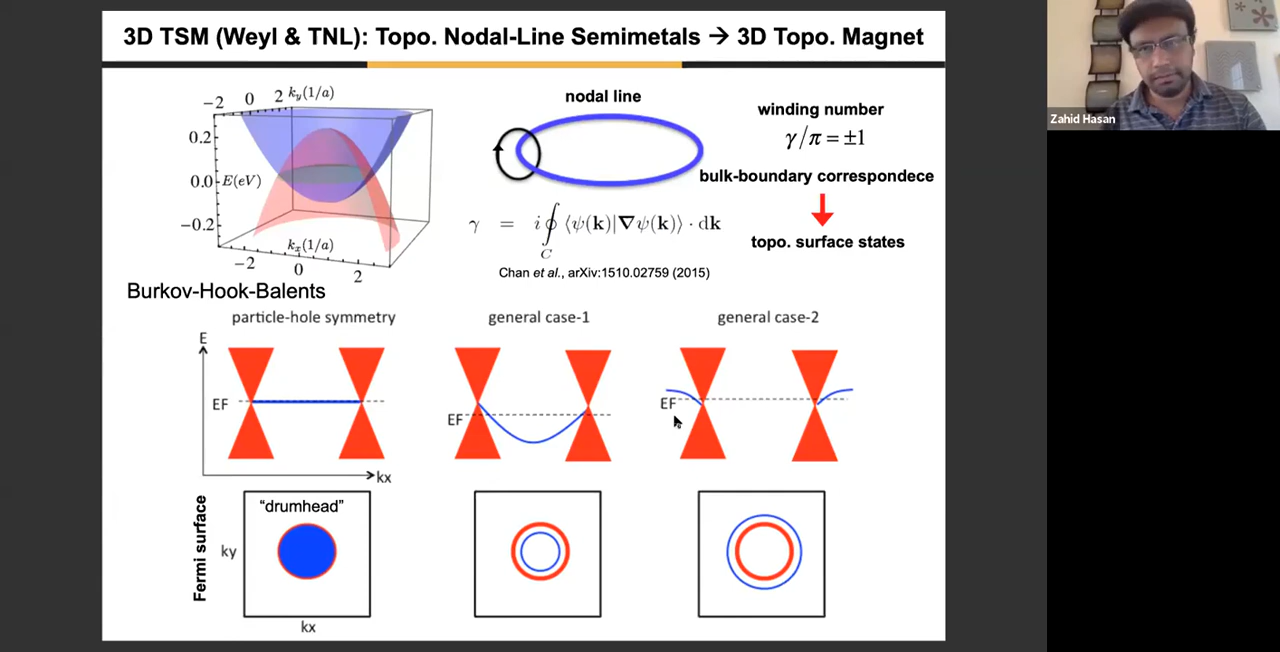 3D TSM (Weyl & TNL): Topo. Nodal-Line Semimetals → 3D Topo. Magnet
Zahid Hasan
−2 0 2 ky(1/a)
0.2
0.0 E(eV)
−0.2
kx(1/a)
−2 0 2
Burkov-Hook-Balents
nodal line
γ = i∮C ⟨ψ(k)|∇ψ(k)⟩ · dk
Chan et al., arXiv:1510.02759 (2015)
winding number
γ/π = ±1
bulk-boundary correspondece
topo. surface states
particle-hole symmetry
general case-1
general case-2
E
EF
EF
EF
kx
Fermi surface
ky
"drumhead"
kx